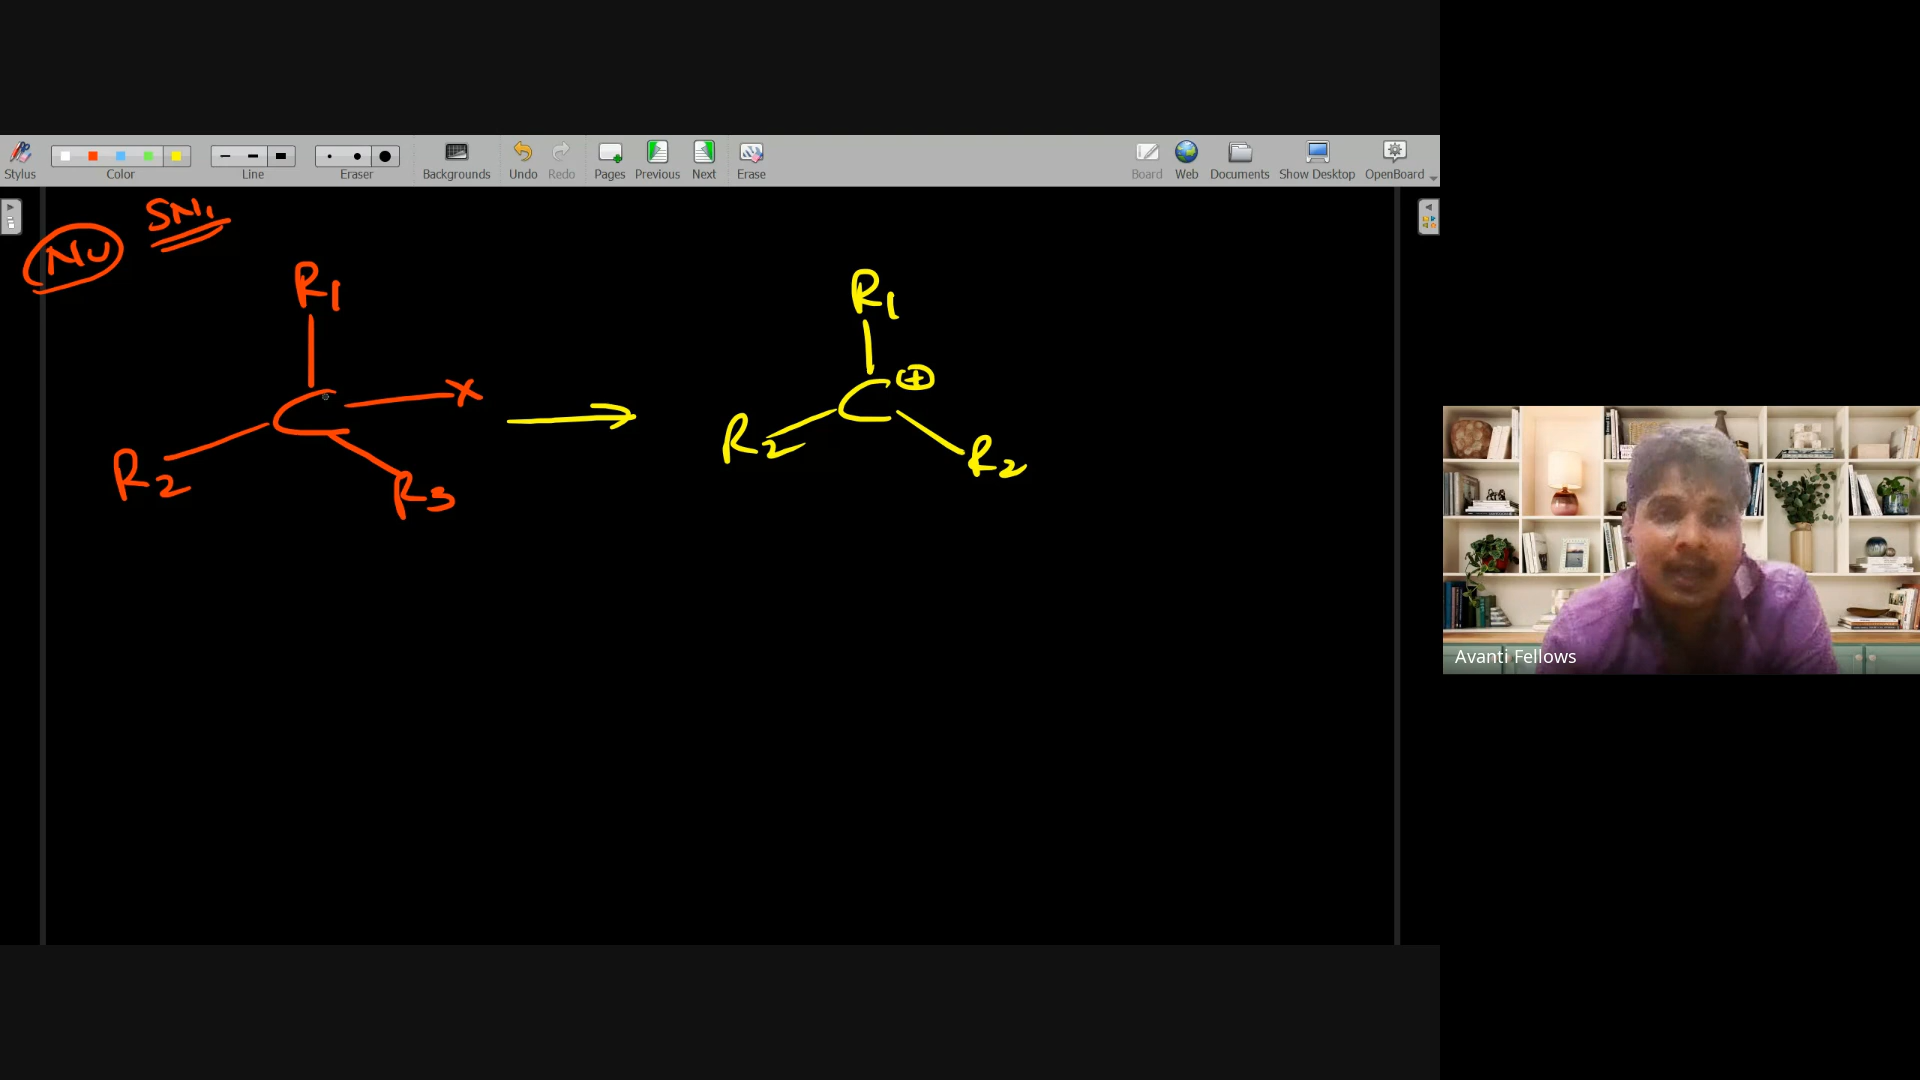 Stylus Color Line Eraser Backgrounds Undo Redo Pages Previous Next Erase Board Web Documents Show Desktop OpenBoard
SN1
NU
R1
C X
R2
R3
R1
C +
R2
R2
Avanti Fellows